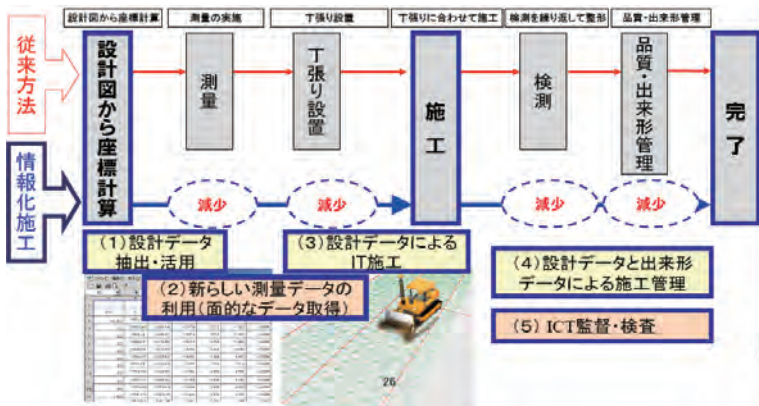 設計図から座標計算
測量の実施
丁張り設置
丁張りに合わせて施工
検測を繰り返して整形
品質・出来形管理
従来方法
設計図から座標計算
測量
丁張り設置
施工
検測
品質・出来形管理
完了
情報化施工
減少
減少
減少
減少
(1)設計データ
抽出・活用
(3)設計データによる
IT施工
(2)新らしい測量データの
利用(面的なデータ取得)
(4)設計データと出来形
データによる施工管理
(5) ICT監督・検査
26